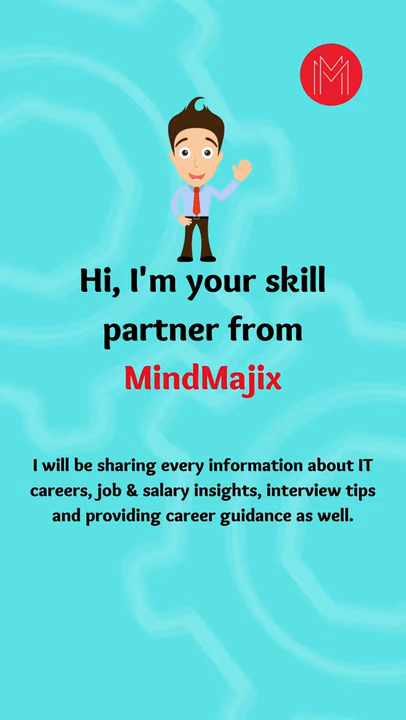 M
Hi, I'm your skill
partner from
MindMajix
I will be sharing every information about IT
careers, job & salary insights, interview tips
and providing career guidance as well.